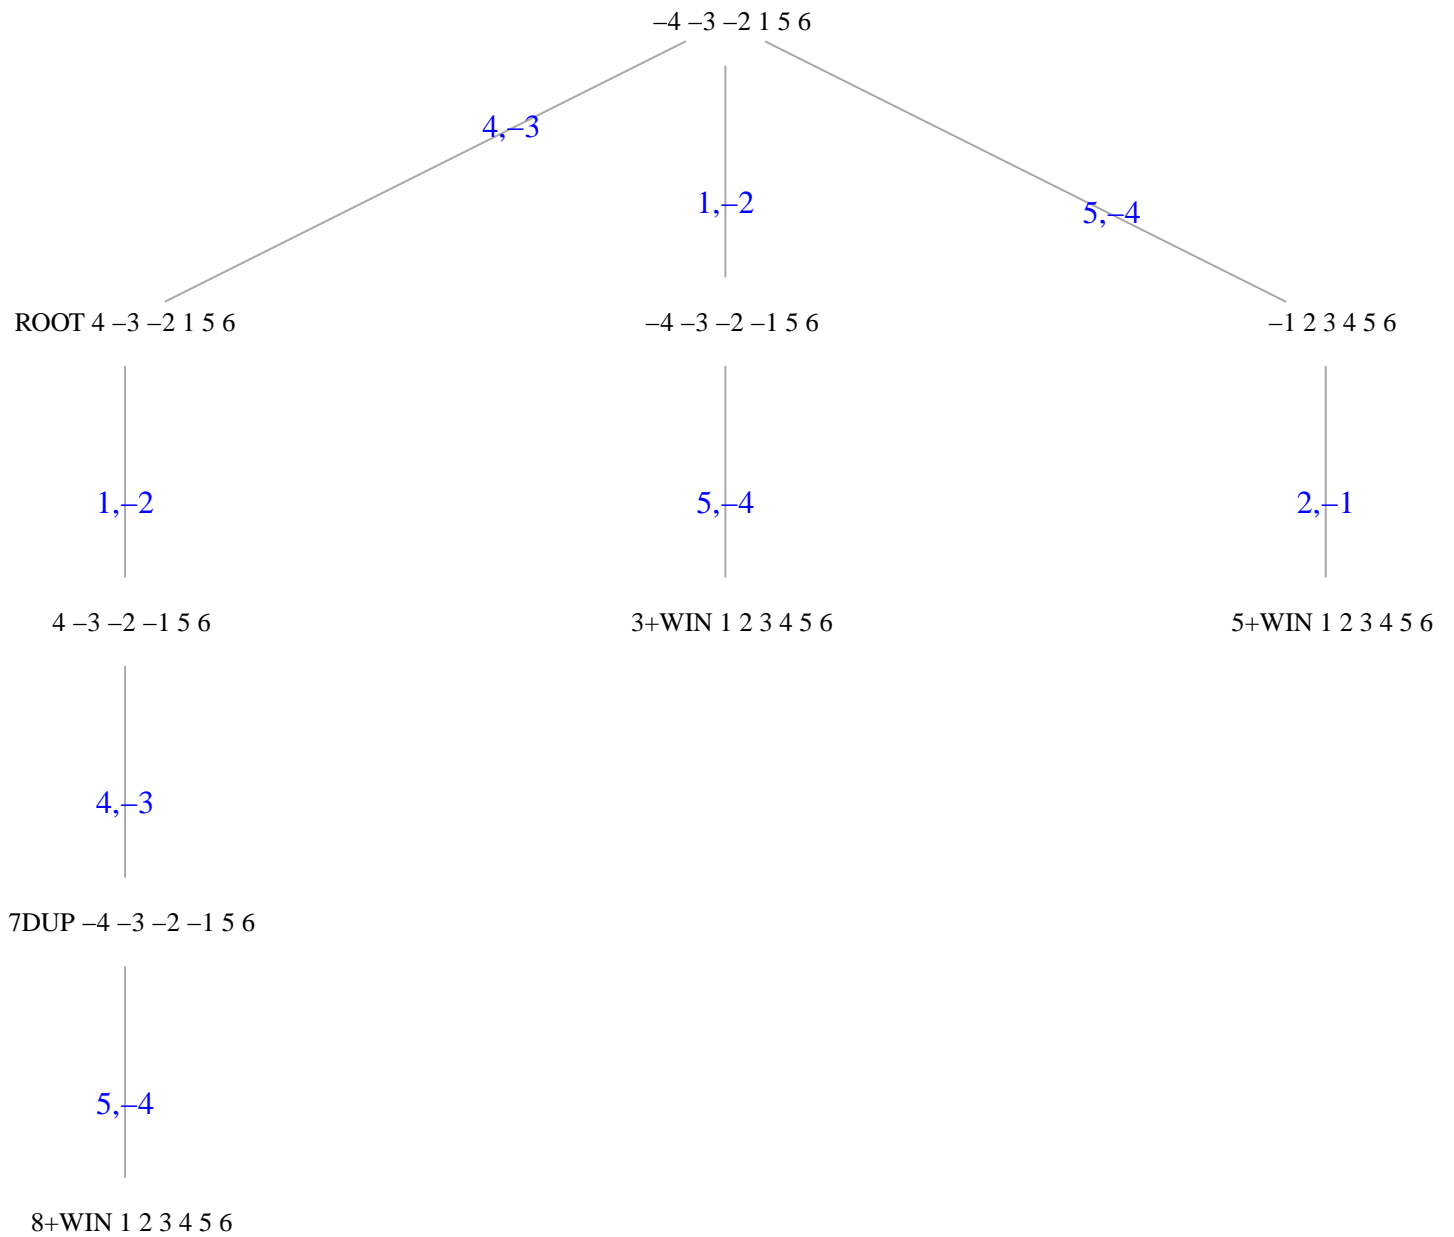 –4 –3 –2 1 5 6
4,–3
1,–2
5,–4
ROOT 4 –3 –2 1 5 6
–4 –3 –2 –1 5 6
–1 2 3 4 5 6
1,–2
5,–4
2,–1
4 –3 –2 –1 5 6
3+WIN 1 2 3 4 5 6
5+WIN 1 2 3 4 5 6
4,–3
7DUP –4 –3 –2 –1 5 6
5,–4
8+WIN 1 2 3 4 5 6